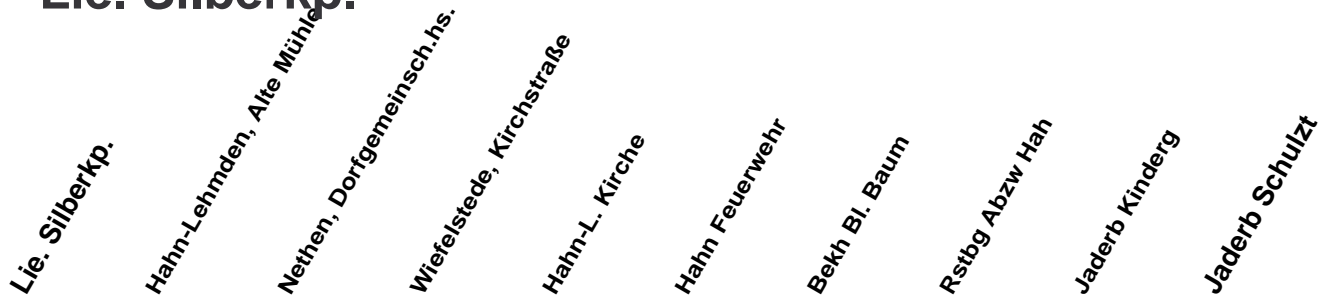 Lie. Silberkp.
Lie. Silberkp.
Hahn-Lehmden, Alte Mühle
Nethen, Dorfgemeinsch.hs.
Wiefelstede, Kirchstraße
Hahn-L. Kirche
Hahn Feuerwehr
Bekh Bl. Baum
Rstbg Abzw Hah
Jaderb Kinderg
Jaderb Schulzt